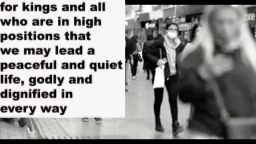 for kings and all
who are in high
positions that
we may lead a
peaceful and quiet
life, godly and
dignified in
every way